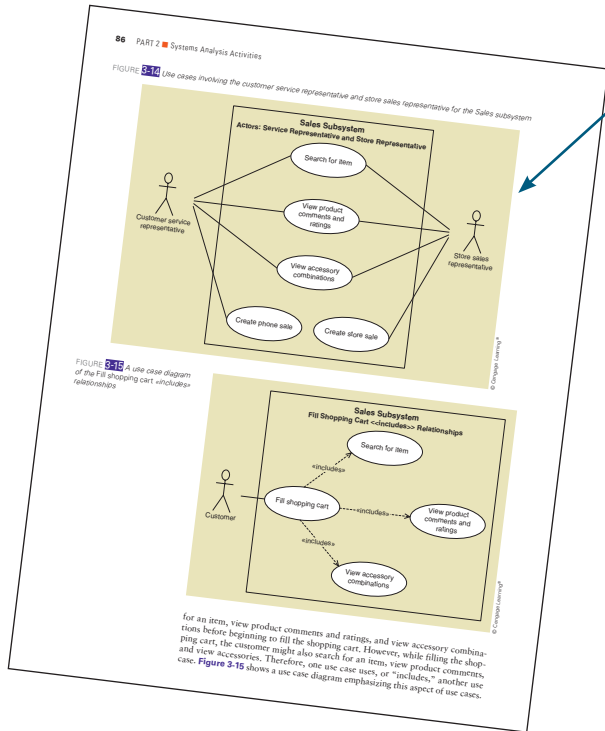 86 PART 2 ■ Systems Analysis Activities
FIGURE 3-14 Use cases involving the customer service representative and store sales representative for the Sales subsystem
Sales Subsystem
Actors: Service Representative and Store Representative
Search for item
Customer service
representative
View product
comments and
ratings
Store sales
representative
View accessory
combinations
Create phone sale
Create store sale
© Cengage Learning®
FIGURE 3-15 A use case diagram
of the Fill shopping cart «includes»
relationships
Sales Subsystem
Fill Shopping Cart <<includes>> Relationships
Search for item
«includes»
Customer
Fill shopping cart
«includes»
View product
comments and
ratings
«includes»
View accessory
combinations
© Cengage Learning®
for an item, view product comments and ratings, and view accessory combina-
tions before beginning to fill the shopping cart. However, while filling the shop-
ping cart, the customer might also search for an item, view product comments,
and view accessories. Therefore, one use case uses, or “includes,” another use
case. Figure 3-15 shows a use case diagram emphasizing this aspect of use cases.